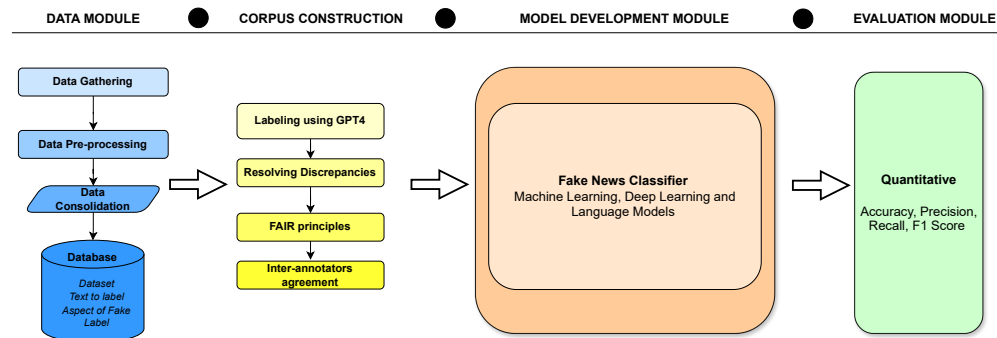 DATA MODULE
CORPUS CONSTRUCTION
MODEL DEVELOPMENT MODULE
EVALUATION MODULE
Data Gathering
Data Pre-processing
Data
Consolidation
Database
Dataset
Text to label
Aspect of Fake
Label
Labeling using GPT4
Resolving Discrepancies
FAIR principles
Inter-annotators
agreement
Fake News Classifier
Machine Learning, Deep Learning and
Language Models
Quantitative
Accuracy, Precision,
Recall, F1 Score